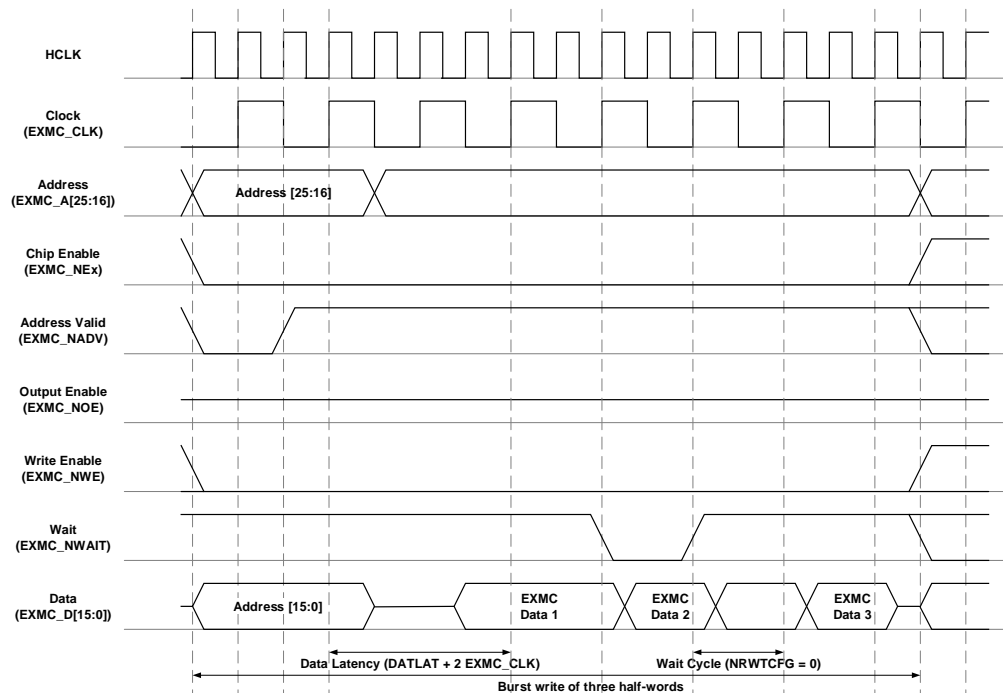 HCLK
Clock
(EXMC_CLK)
Address
(EXMC_A[25:16])
Address [25:16]
Chip Enable
(EXMC_NEx)
Address Valid
(EXMC_NADV)
Output Enable
(EXMC_NOE)
Write Enable
(EXMC_NWE)
Wait
(EXMC_NWAIT)
Data
(EXMC_D[15:0])
Address [15:0]
EXMC
Data 1
EXMC
Data 2
EXMC
Data 3
Data Latency (DATLAT + 2 EXMC_CLK)
Wait Cycle (NRWTCFG = 0)
Burst write of three half-words